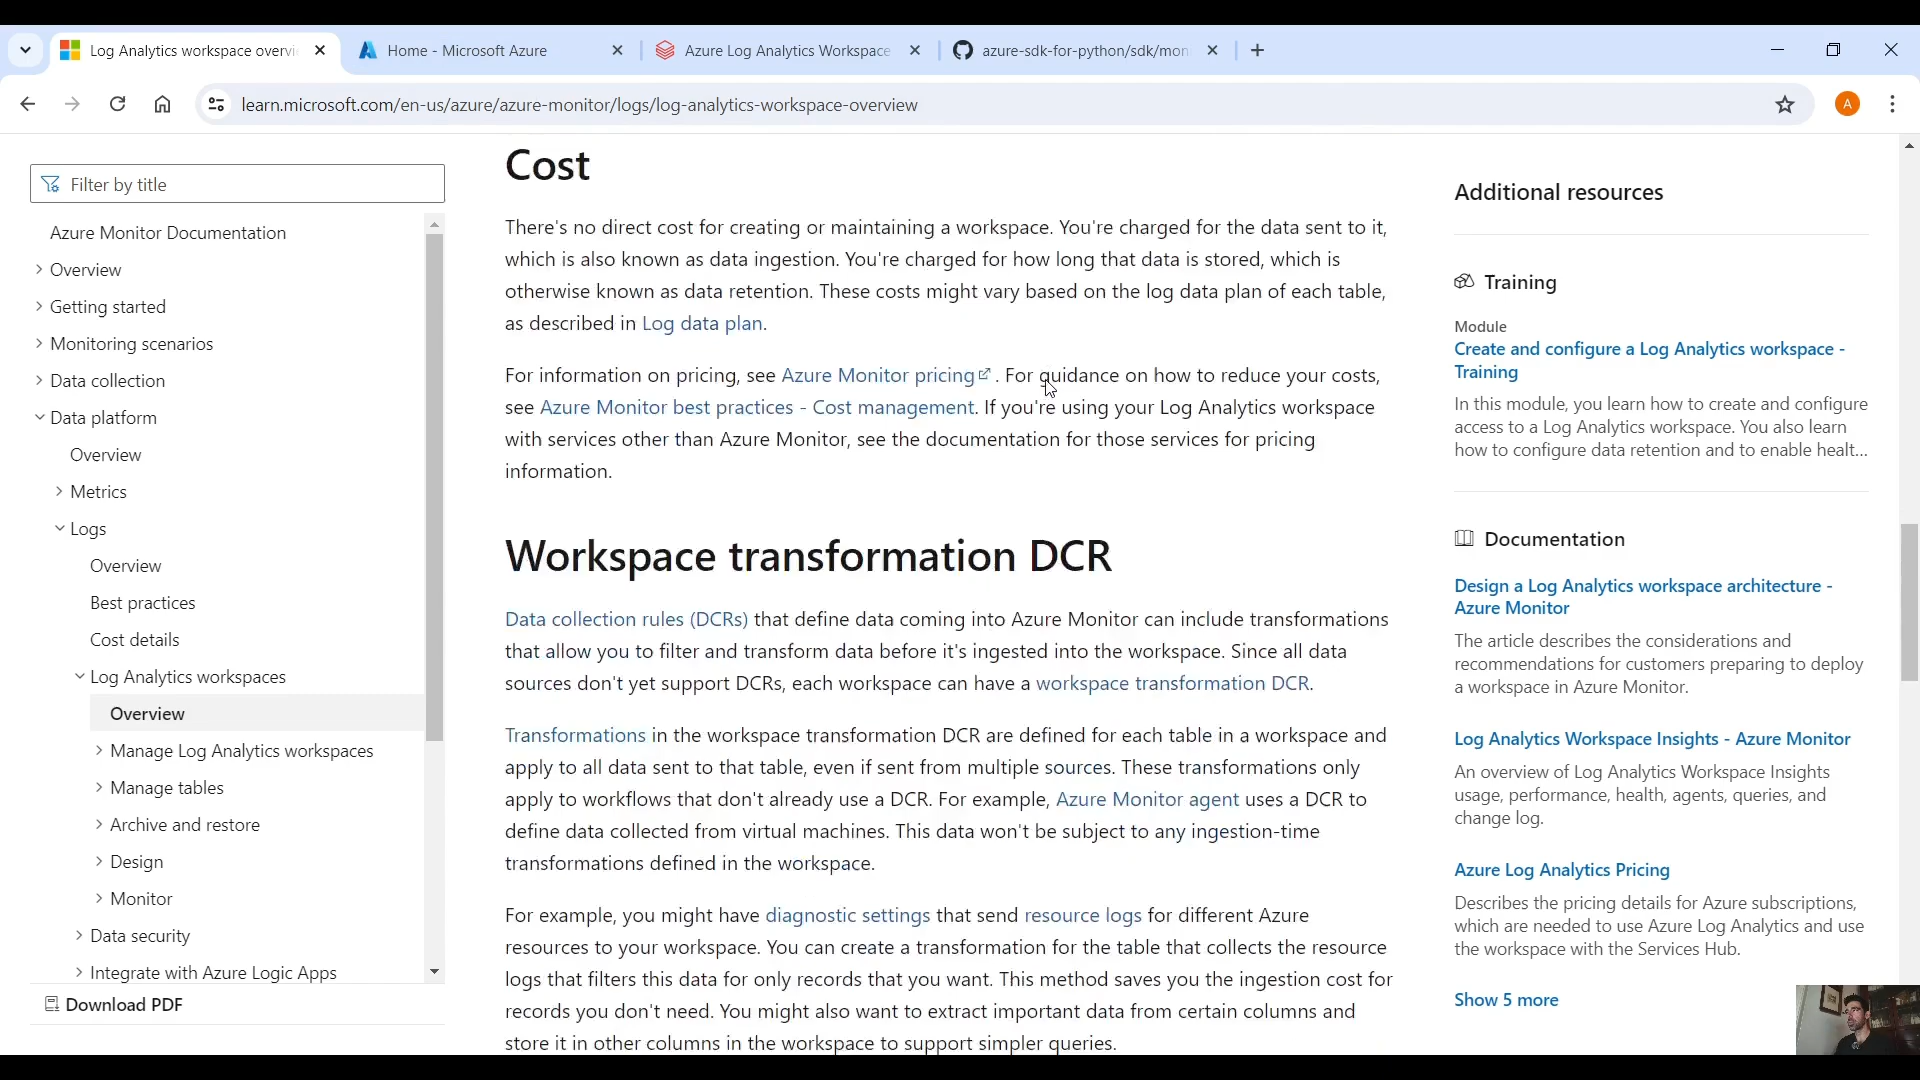 Log Analytics workspace overvi
Home - Microsoft Azure
Azure Log Analytics Workspace
azure-sdk-for-python/sdk/mon
learn.microsoft.com/en-us/azure/azure-monitor/logs/log-analytics-workspace-overview
A
Filter by title
Azure Monitor Documentation
Overview
Getting started
Monitoring scenarios
Data collection
Data platform
Overview
Metrics
Logs
Overview
Best practices
Cost details
Log Analytics workspaces
Overview
Manage Log Analytics workspaces
Manage tables
Archive and restore
Design
Monitor
Data security
Integrate with Azure Logic Apps
Download PDF
Cost
There's no direct cost for creating or maintaining a workspace. You're charged for the data sent to it,
which is also known as data ingestion. You're charged for how long that data is stored, which is
otherwise known as data retention. These costs might vary based on the log data plan of each table,
as described in Log data plan.
For information on pricing, see Azure Monitor pricing. For guidance on how to reduce your costs,
see Azure Monitor best practices - Cost management. If you're using your Log Analytics workspace
with services other than Azure Monitor, see the documentation for those services for pricing
information.
Workspace transformation DCR
Data collection rules (DCRs) that define data coming into Azure Monitor can include transformations
that allow you to filter and transform data before it's ingested into the workspace. Since all data
sources don't yet support DCRs, each workspace can have a workspace transformation DCR.
Transformations in the workspace transformation DCR are defined for each table in a workspace and
apply to all data sent to that table, even if sent from multiple sources. These transformations only
apply to workflows that don't already use a DCR. For example, Azure Monitor agent uses a DCR to
define data collected from virtual machines. This data won't be subject to any ingestion-time
transformations defined in the workspace.
For example, you might have diagnostic settings that send resource logs for different Azure
resources to your workspace. You can create a transformation for the table that collects the resource
logs that filters this data for only records that you want. This method saves you the ingestion cost for
records you don't need. You might also want to extract important data from certain columns and
store it in other columns in the workspace to support simpler queries.
Additional resources
Training
Module
Create and configure a Log Analytics workspace -
Training
In this module, you learn how to create and configure
access to a Log Analytics workspace. You also learn
how to configure data retention and to enable healt...
Documentation
Design a Log Analytics workspace architecture -
Azure Monitor
The article describes the considerations and
recommendations for customers preparing to deploy
a workspace in Azure Monitor.
Log Analytics Workspace Insights - Azure Monitor
An overview of Log Analytics Workspace Insights
usage, performance, health, agents, queries, and
change log.
Azure Log Analytics Pricing
Describes the pricing details for Azure subscriptions,
which are needed to use Azure Log Analytics and use
the workspace with the Services Hub.
Show 5 more